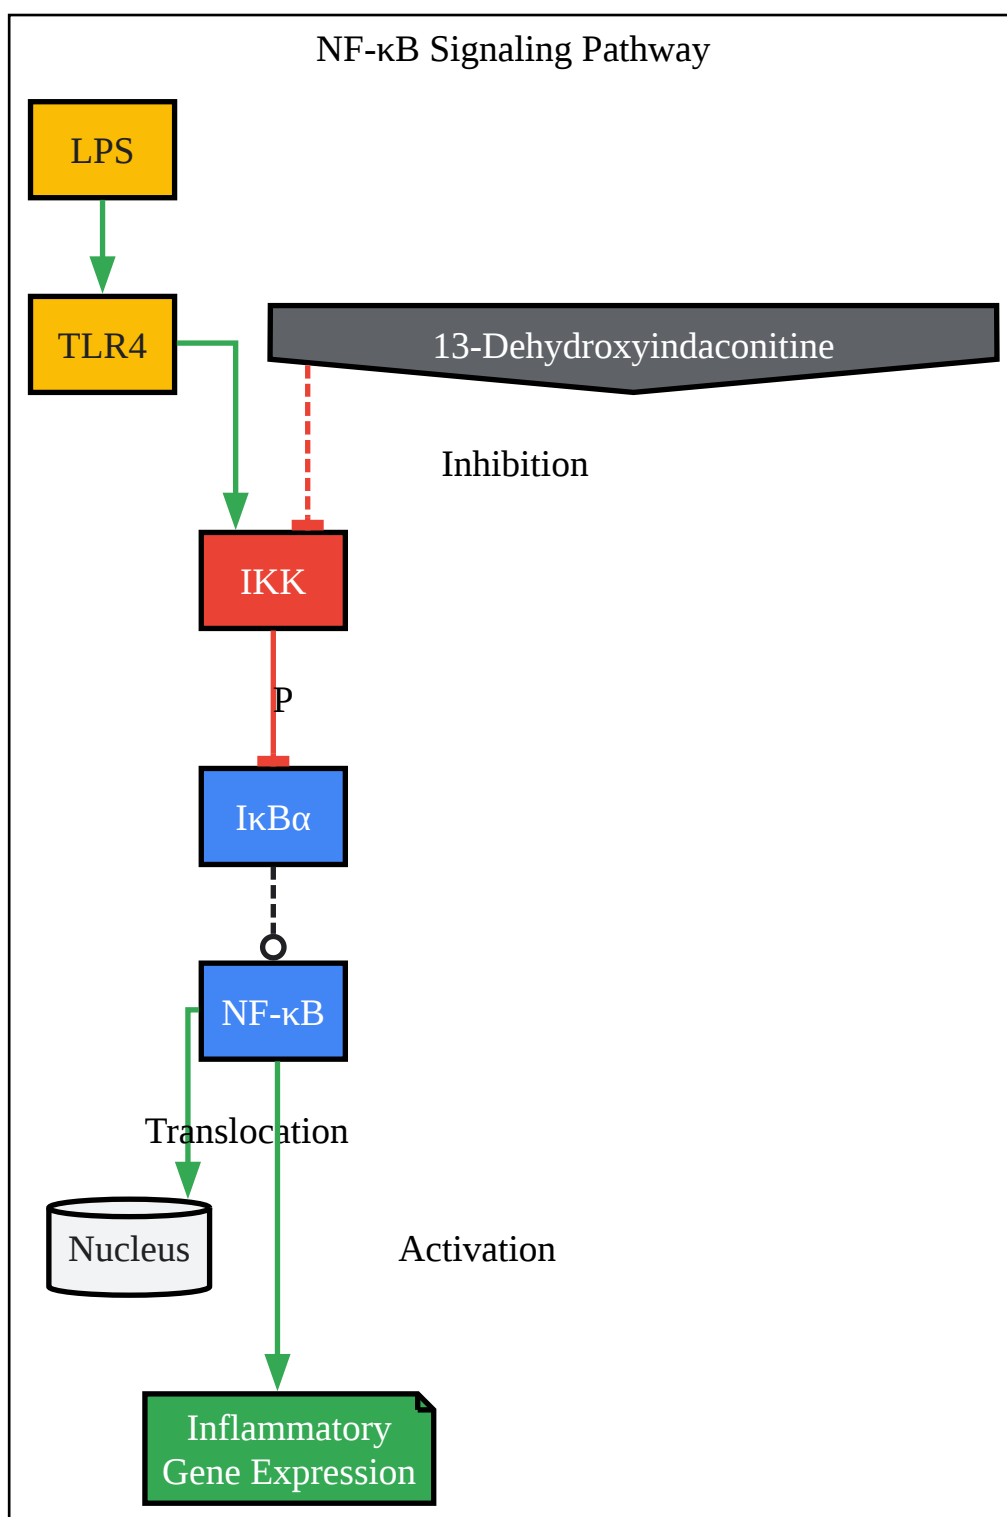 NF-κB Signaling Pathway
LPS
TLR4
13-Dehydroxyindaconitine
Inhibition
IKK
P
IκBα
NF-κB
Translocation
Nucleus
Activation
Inflammatory
Gene Expression